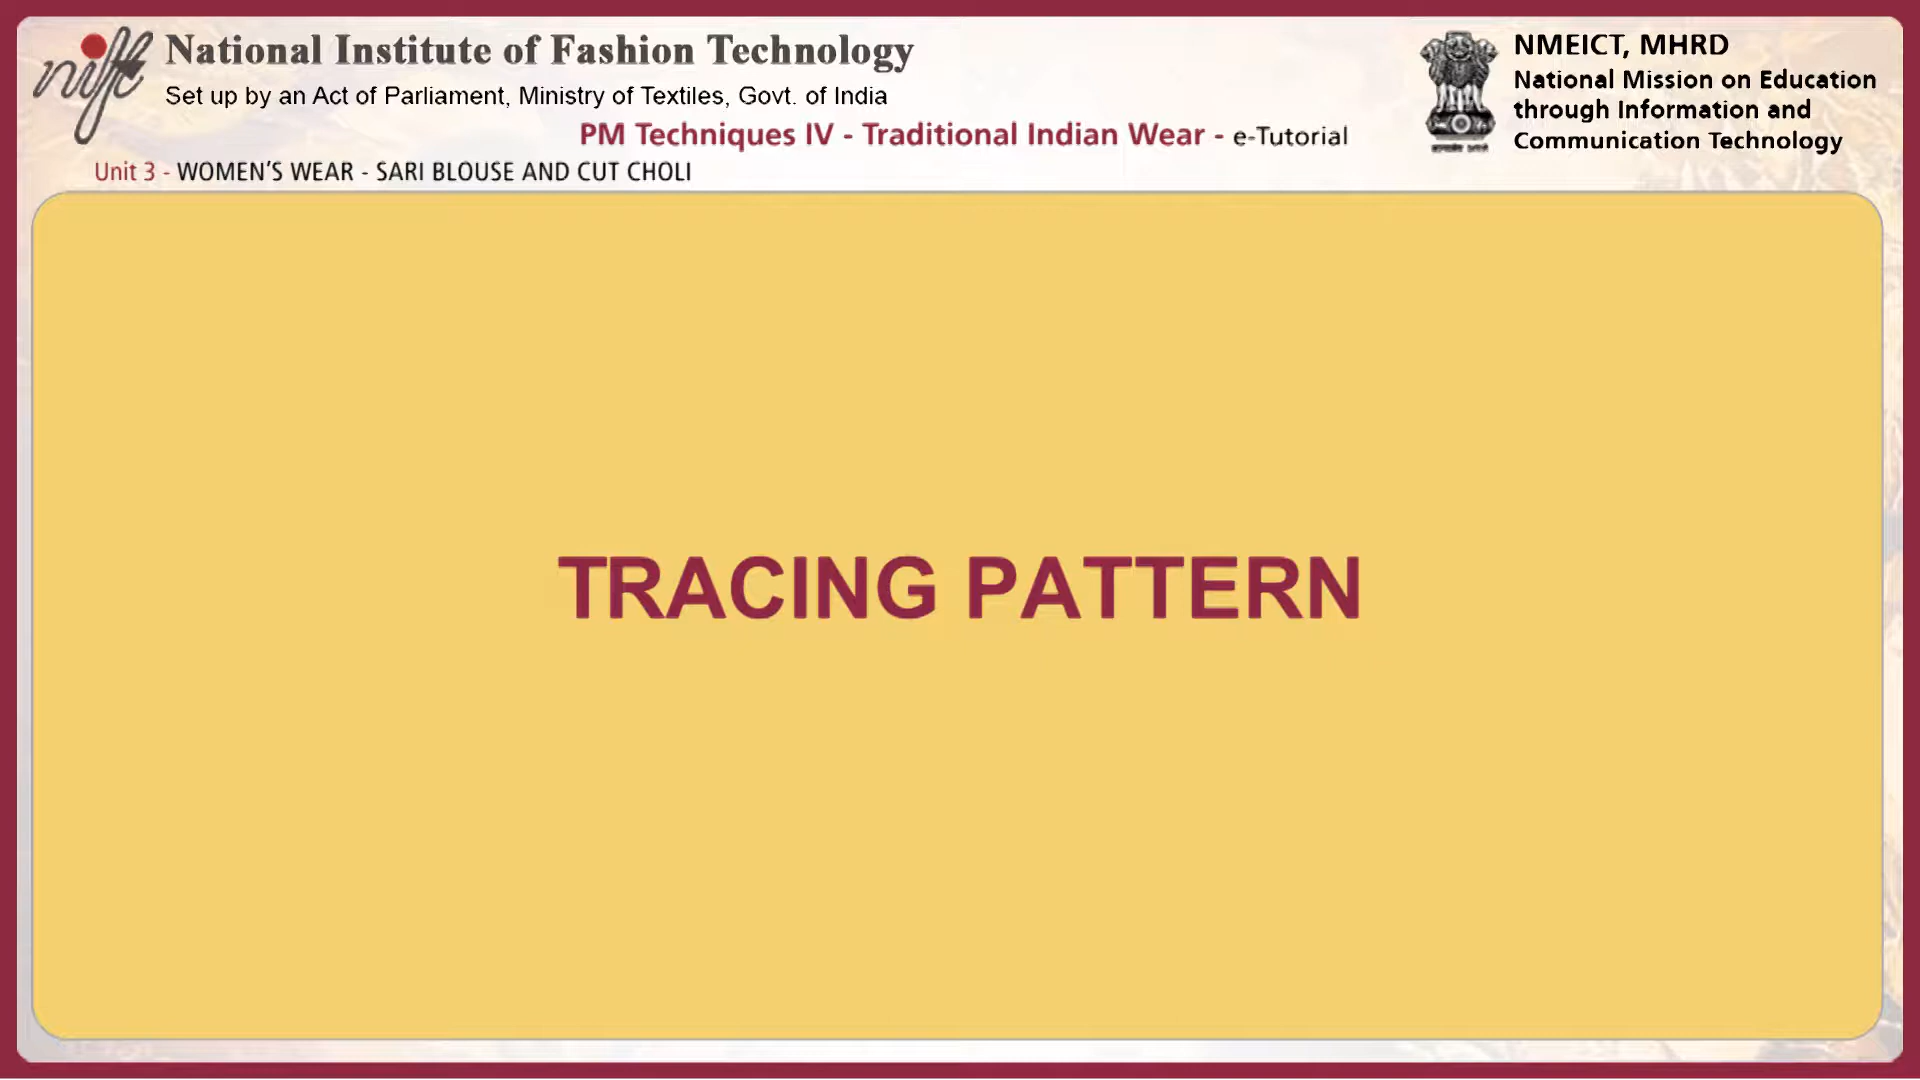 nift
National Institute of Fashion Technology
Set up by an Act of Parliament, Ministry of Textiles, Govt. of India
NMEICT, MHRD
National Mission on Education
through Information and
Communication Technology
PM Techniques IV - Traditional Indian Wear - e-Tutorial
Unit 3 - WOMEN'S WEAR - SARI BLOUSE AND CUT CHOLI
TRACING PATTERN